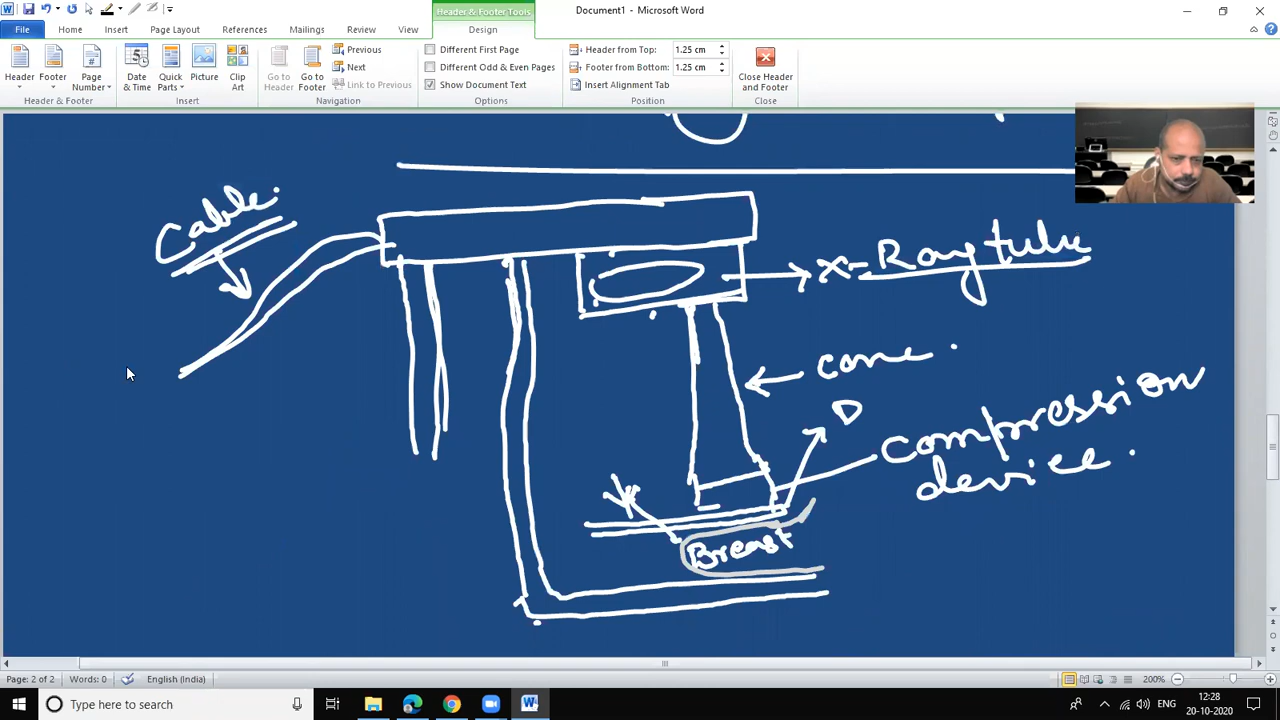 Header & Footer Tools
Document1 - Microsoft Word
File Home Insert Page Layout References Mailings Review View Design
Header
Footer
Page Number
Date & Time
Quick Parts
Picture
Clip Art
Go to Header
Go to Footer
Previous
Next
Link to Previous
Different First Page
Different Odd & Even Pages
Show Document Text
Header from Top: 1.25 cm
Footer from Bottom: 1.25 cm
Insert Alignment Tab
Close Header and Footer
Header & Footer Insert Navigation Options Position Close
Cable
X-Ray tube
cone
D
compression
device
Breast
Page: 2 of 2 Words: 0 English (India) 200%
Type here to search
ENG
12:28
20-10-2020